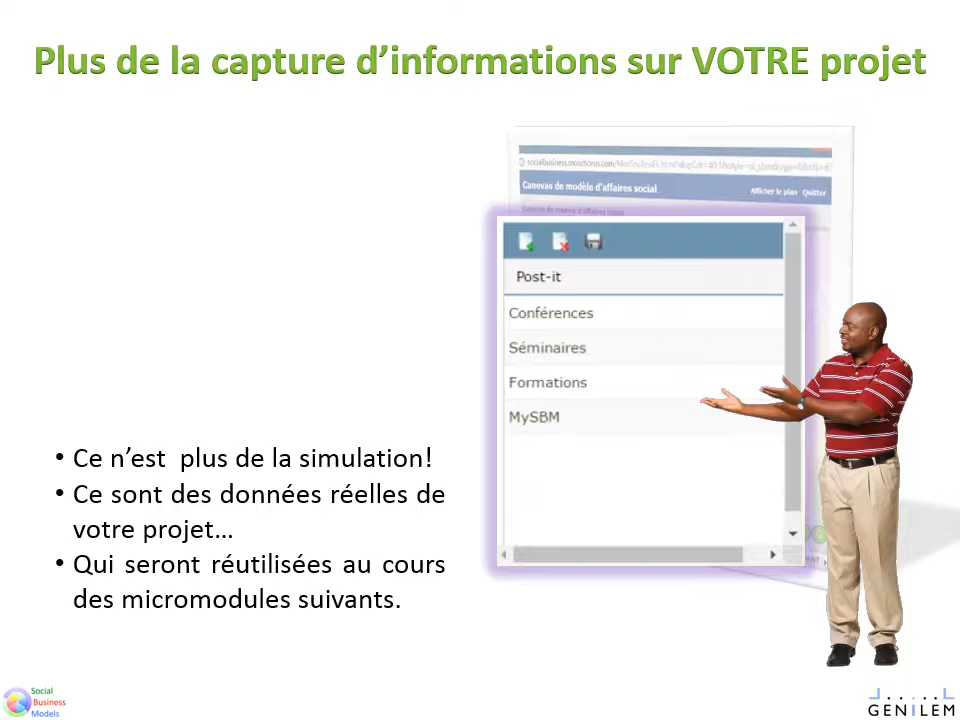 Plus de la capture d’informations sur VOTRE projet
Canevas de modèle d'affaires social
Afficher le plan Quitter
Post-it
Conférences
Séminaires
Formations
MySBM
• Ce n’est plus de la simulation!
• Ce sont des données réelles de
votre projet…
• Qui seront réutilisées au cours
des micromodules suivants.
Social
Business
Models
GENILEM